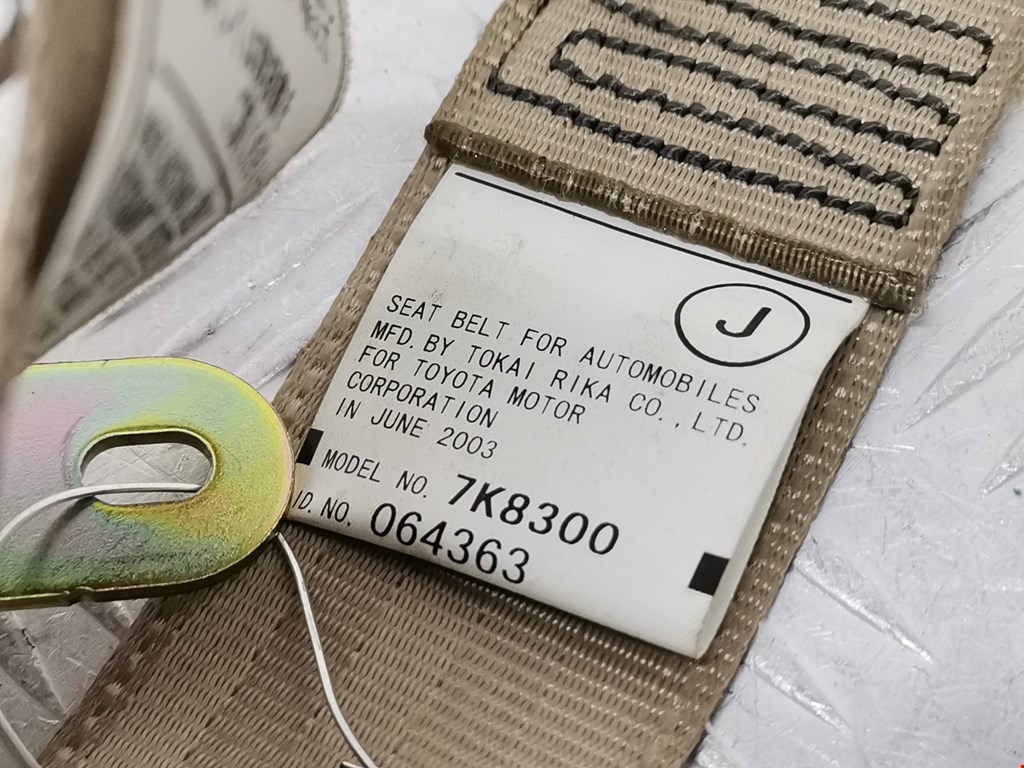 J
SEAT BELT FOR AUTOMOBILES
MFD. BY TOKAI RIKA CO., LTD.
FOR TOYOTA MOTOR
CORPORATION
IN JUNE 2003
MODEL NO. 7K8300
ID. NO. 064363